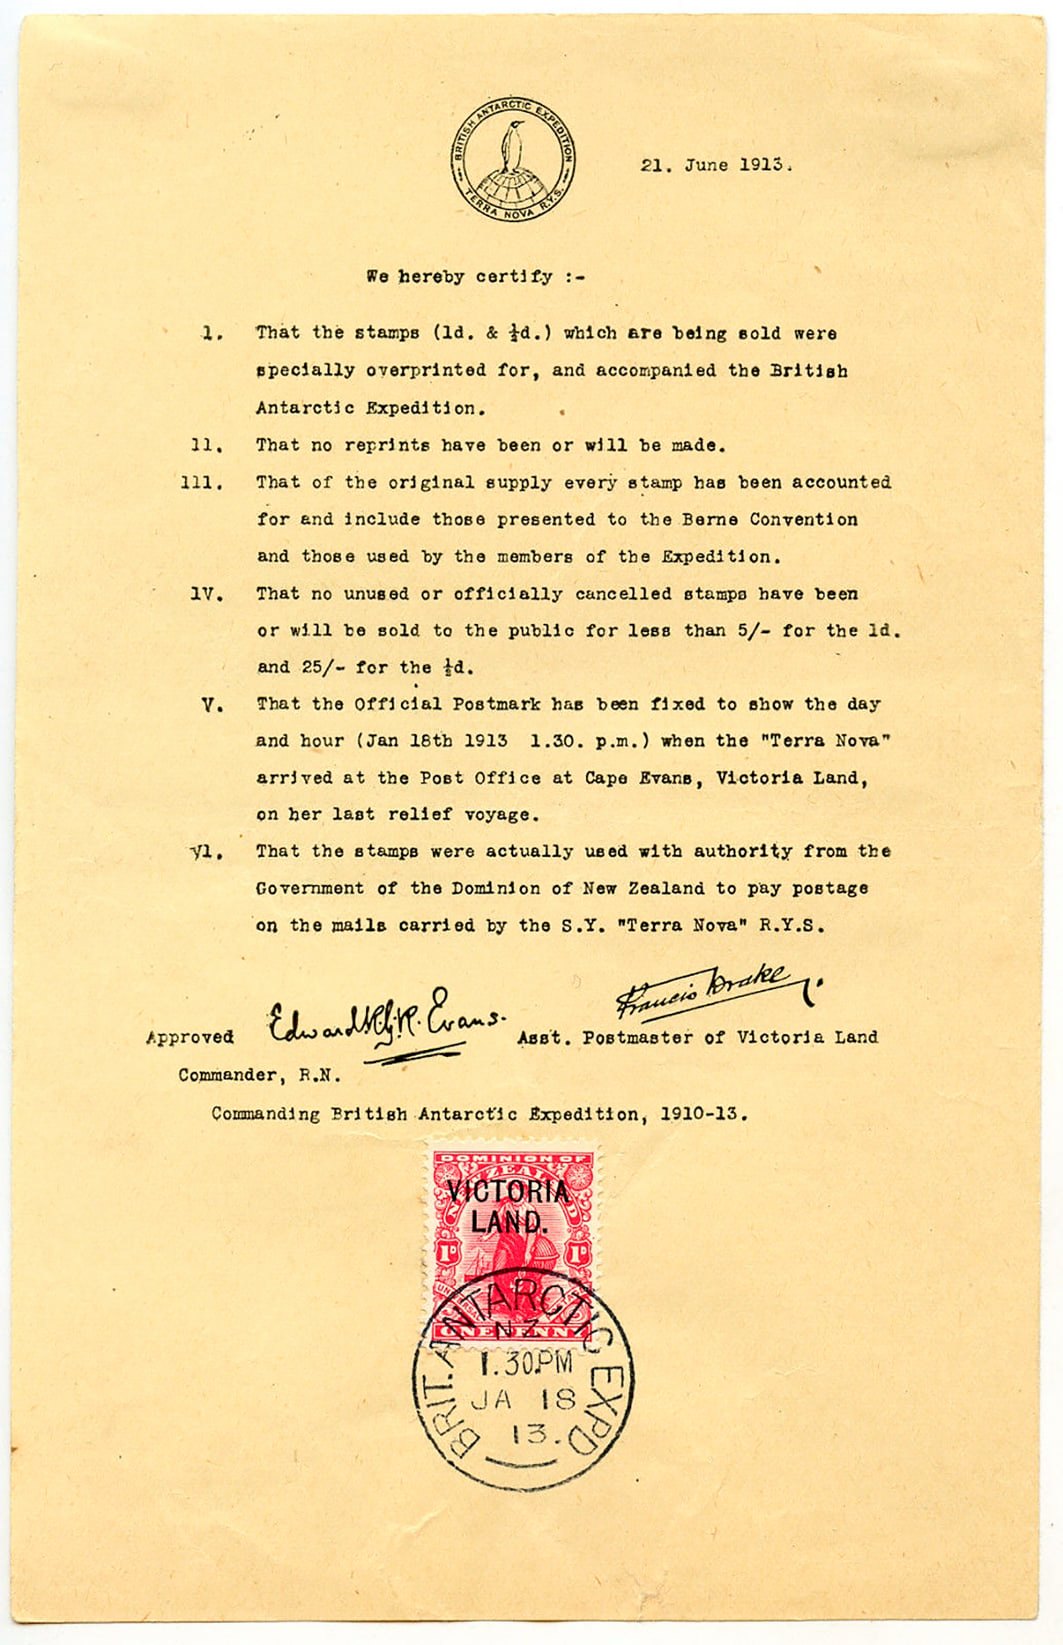 BRITISH ANTARCTIC EXPEDITION
TERRA NOVA R.Y.S.
21. June 1913.
We hereby certify :-
1. That the stamps (1d. & ½d.) which are being sold were
specially overprinted for, and accompanied the British
Antarctic Expedition.
11. That no reprints have been or will be made.
111. That of the original supply every stamp has been accounted
for and include those presented to the Berne Convention
and those used by the members of the Expedition.
1V. That no unused or officially cancelled stamps have been
or will be sold to the public for less than 5/- for the 1d.
and 25/- for the ½d.
V. That the Official Postmark has been fixed to show the day
and hour (Jan 18th 1913 1.30. p.m.) when the "Terra Nova"
arrived at the Post Office at Cape Evans, Victoria Land,
on her last relief voyage.
V1. That the stamps were actually used with authority from the
Government of the Dominion of New Zealand to pay postage
on the mails carried by the S.Y. "Terra Nova" R.Y.S.
Francis Drake
Approved Edward R.G.R. Evans. Asst. Postmaster of Victoria Land
Commander, R.N.
Commanding British Antarctic Expedition, 1910-13.
DOMINION OF
NEW ZEALAND
VICTORIA
LAND.
1D 1D
ONE PENNY
BRIT. ANTARCTIC EXPD
N Z
1.30.PM
JA 18
13.